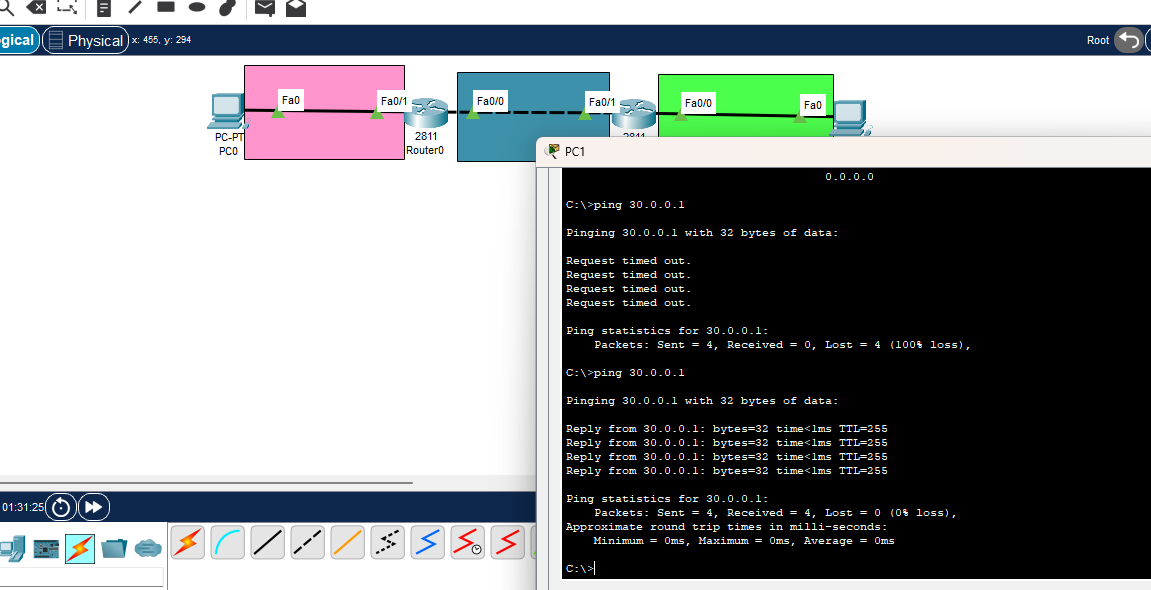 gical
Physical
x: 455, y: 294
Root
Fa0
Fa0/1
Fa0/0
Fa0/1
Fa0/0
Fa0
PC-PT
PC0
2811
Router0
2811
PC1
0.0.0.0
C:\>ping 30.0.0.1
Pinging 30.0.0.1 with 32 bytes of data:
Request timed out.
Request timed out.
Request timed out.
Request timed out.
Ping statistics for 30.0.0.1:
Packets: Sent = 4, Received = 0, Lost = 4 (100% loss),
C:\>ping 30.0.0.1
Pinging 30.0.0.1 with 32 bytes of data:
Reply from 30.0.0.1: bytes=32 time<1ms TTL=255
Reply from 30.0.0.1: bytes=32 time<1ms TTL=255
Reply from 30.0.0.1: bytes=32 time<1ms TTL=255
Reply from 30.0.0.1: bytes=32 time<1ms TTL=255
Ping statistics for 30.0.0.1:
Packets: Sent = 4, Received = 4, Lost = 0 (0% loss),
Approximate round trip times in milli-seconds:
Minimum = 0ms, Maximum = 0ms, Average = 0ms
C:\>
01:31:25